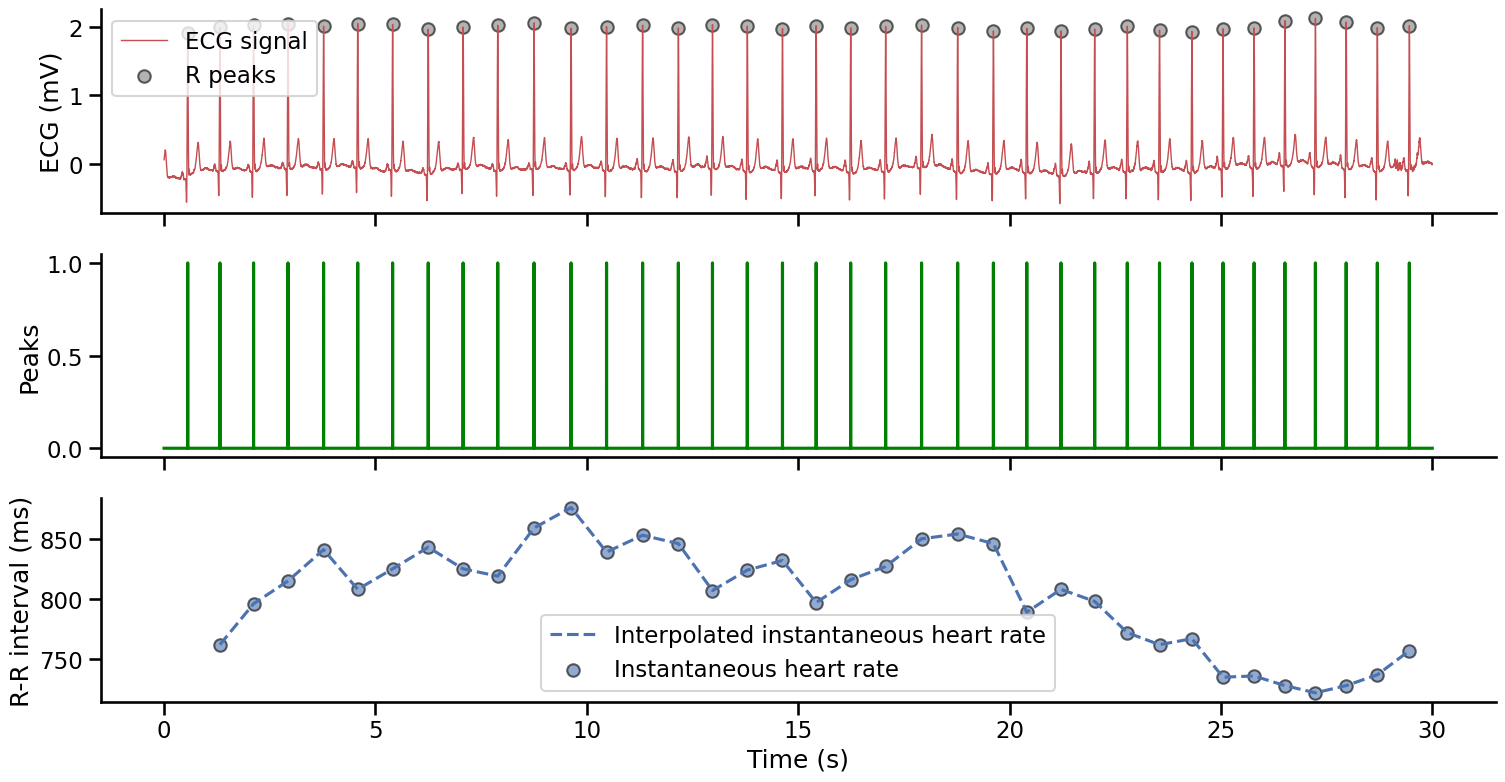 ECG (mV)
2
1
0
ECG signal
R peaks
Peaks
1.0
0.5
0.0
R-R interval (ms)
850
800
750
Interpolated instantaneous heart rate
Instantaneous heart rate
0 5 10 15 20 25 30
Time (s)